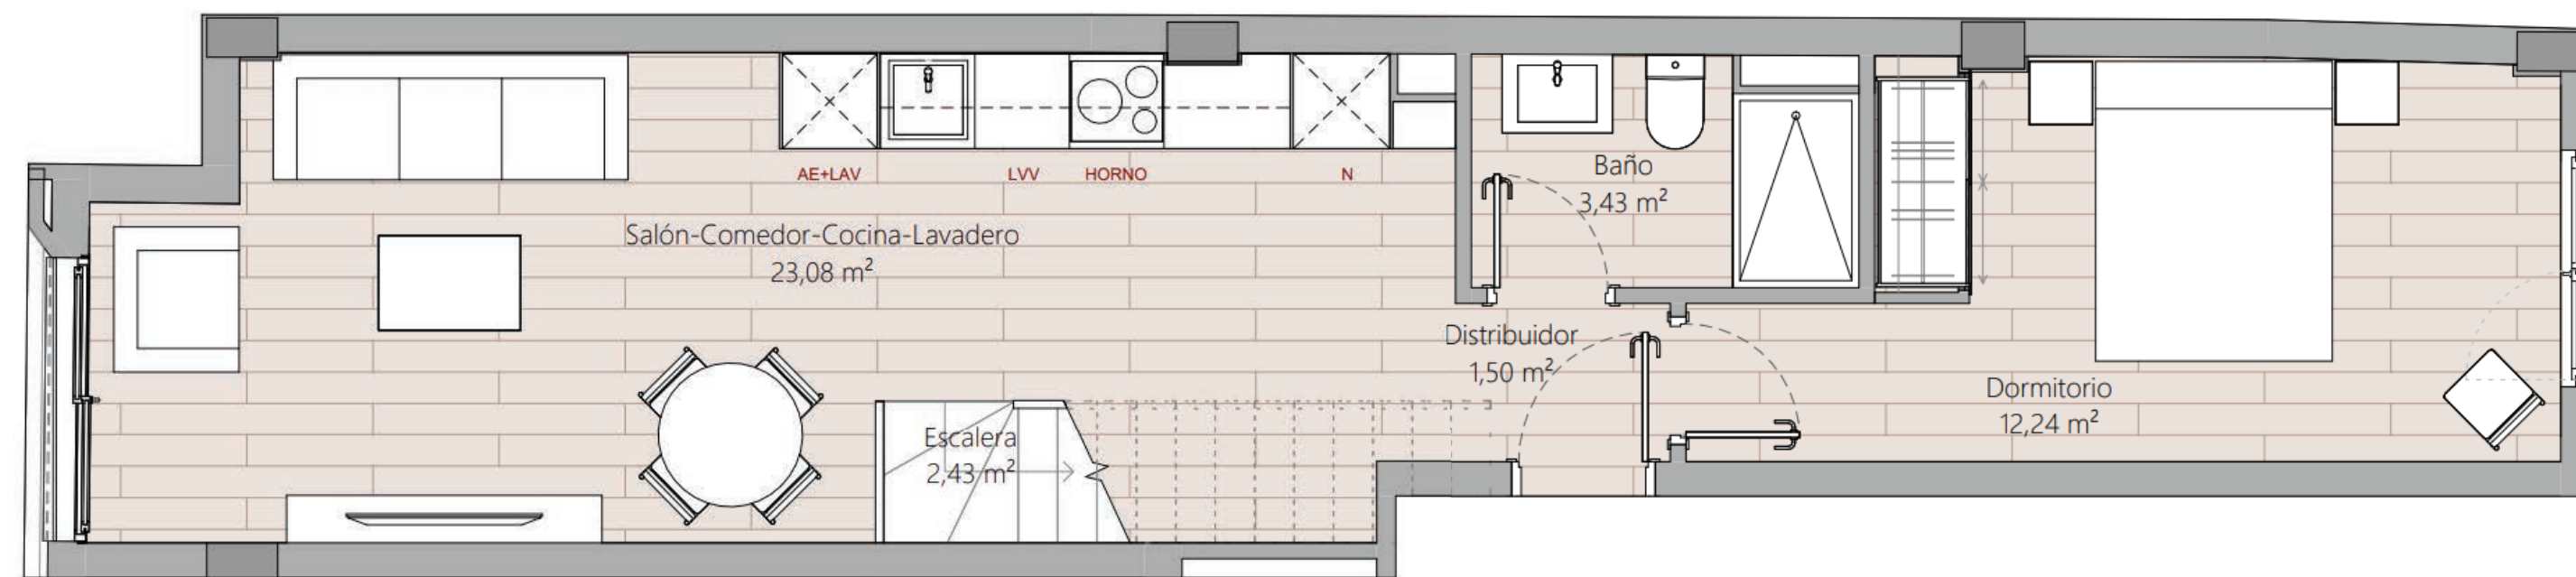 AE+LAV
LVV
HORNO
N
Baño
3,43 m²
Salón-Comedor-Cocina-Lavadero
23,08 m²
Distribuidor
1,50 m²
Escalera
2,43 m²
Dormitorio
12,24 m²